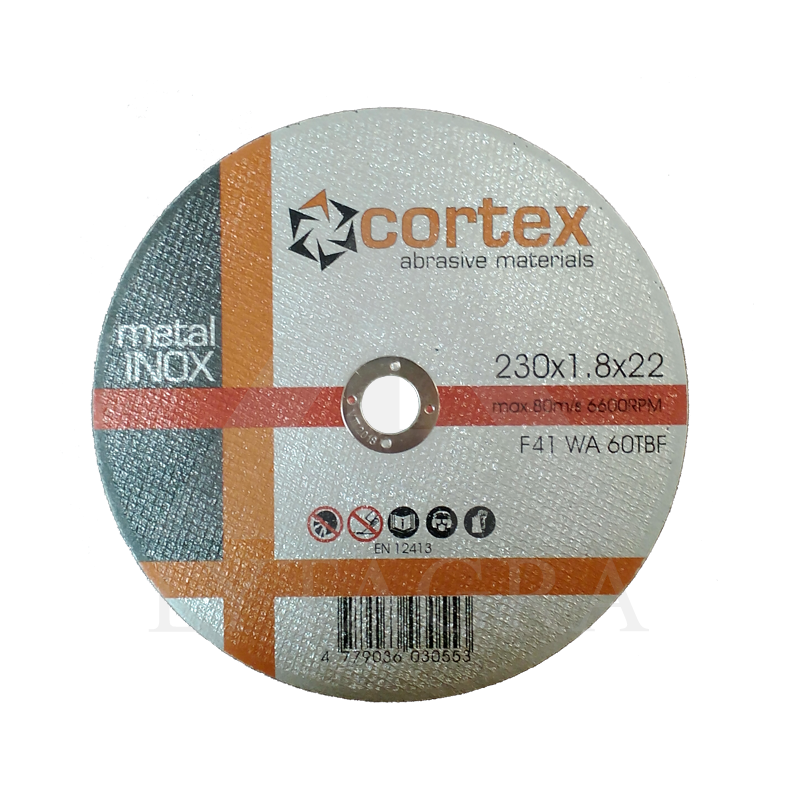 cortex
abrasive materials
metal
INOX
230x1.8x22
max 80m/s 6600RPM
F41 WA 60TBF
EN 12413
4 779036 030553